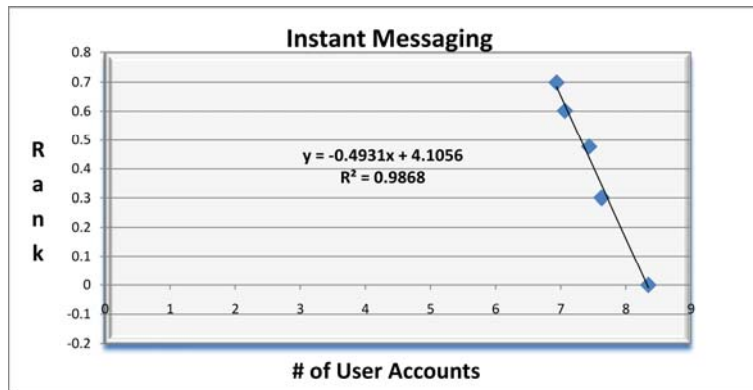 Instant Messaging
0.8
0.7
0.6
0.5
0.4
0.3
0.2
0.1
0
-0.1
-0.2
R
a
n
k
y = -0.4931x + 4.1056
R² = 0.9868
0 1 2 3 4 5 6 7 8 9
# of User Accounts